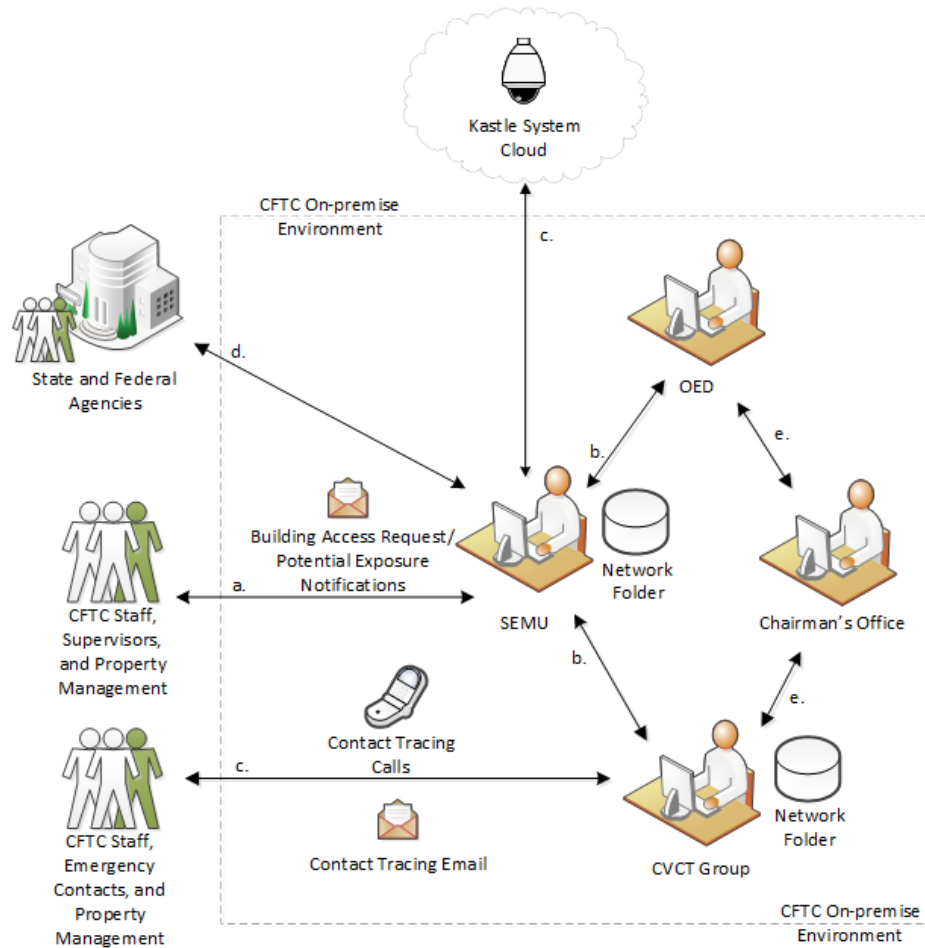 Kastle System
Cloud
CFTC On-premise
Environment
c.
State and Federal
Agencies
d.
OED
b.
e.
Building Access Request/
Potential Exposure
Notifications
a.
CFTC Staff,
Supervisors,
and Property
Management
SEMU
Network
Folder
Chairman's Office
b.
e.
Contact Tracing
Calls
c.
Contact Tracing Email
CFTC Staff,
Emergency
Contacts, and
Property
Management
CVCT Group
Network
Folder
CFTC On-premise
Environment